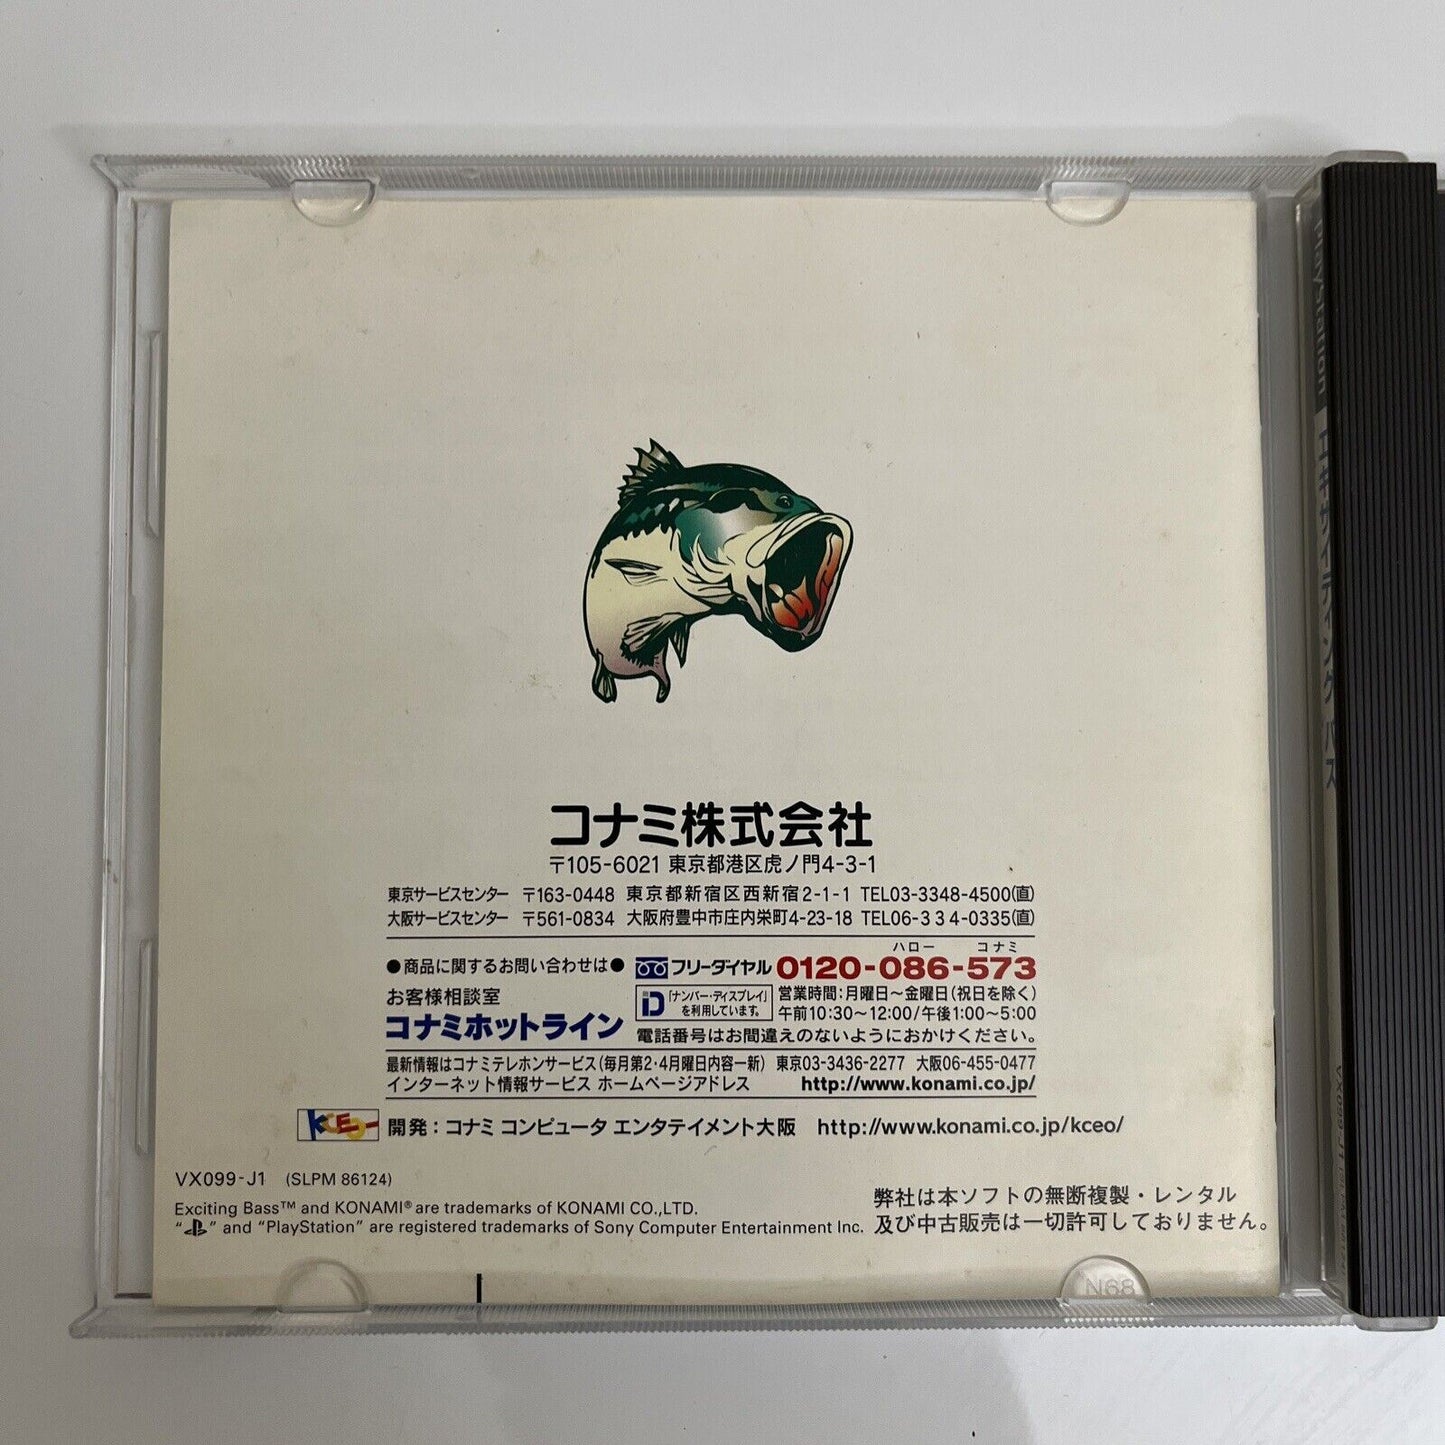 コナミ株式会社
〒105-6021 東京都港区虎ノ門4-3-1
東京サービスセンター 〒163-0448 東京都新宿区西新宿2-1-1 TEL03-3348-4500(直)
大阪サービスセンター 〒561-0834 大阪府豊中市庄内栄町4-23-18 TEL06-334-0335(直)
ハロー コナミ
●商品に関するお問い合わせは● フリーダイヤル 0120-086-573
お客様相談室
コナミホットライン
D 「ナンバー・ディスプレイ」
を利用しています。
営業時間:月曜日〜金曜日(祝日を除く)
午前10:30〜12:00/午後1:00〜5:00
電話番号はお間違えのないようにおかけください。
最新情報はコナミテレホンサービス(毎月第2・4月曜日内容一新) 東京03-3436-2277 大阪06-455-0477
インターネット情報サービス ホームページアドレス http://www.konami.co.jp/
KCEO 開発:コナミ コンピュータ エンタテイメント大阪 http://www.konami.co.jp/kceo/
VX099-J1 (SLPM 86124)
Exciting Bass™ and KONAMI® are trademarks of KONAMI CO.,LTD.
“PS” and “PlayStation” are registered trademarks of Sony Computer Entertainment Inc.
弊社は本ソフトの無断複製・レンタル
及び中古販売は一切許可しておりません。
N68
PlayStation エキサイティング バス